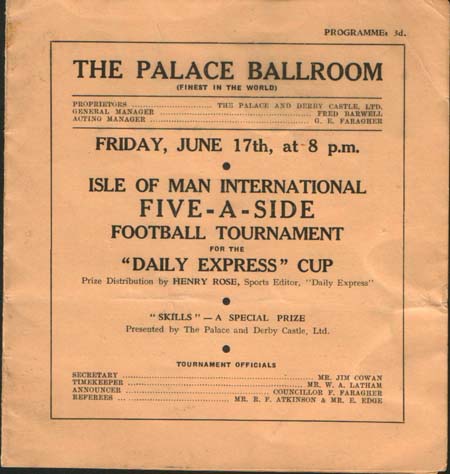 PROGRAMME: 3d.
THE PALACE BALLROOM
(FINEST IN THE WORLD)
PROPRIETORS ........................ THE PALACE AND DERBY CASTLE, LTD.
GENERAL MANAGER ........................ FRED BARWELL
ACTING MANAGER ........................ G. E. FARAGHER
FRIDAY, JUNE 17th, at 8 p.m.
●
ISLE OF MAN INTERNATIONAL
FIVE-A-SIDE
FOOTBALL TOURNAMENT
FOR THE
"DAILY EXPRESS" CUP
Prize Distribution by HENRY ROSE, Sports Editor, "Daily Express"
●
"SKILLS" — A SPECIAL PRIZE
Presented by The Palace and Derby Castle, Ltd.
●
TOURNAMENT OFFICIALS
SECRETARY ........................ MR. JIM COWAN
TIMEKEEPER ........................ MR. W. A. LATHAM
ANNOUNCER ........................ COUNCILLOR F. FARAGHER
REFEREES ... ........................ MR. R. F. ATKINSON & MR. E. EDGE